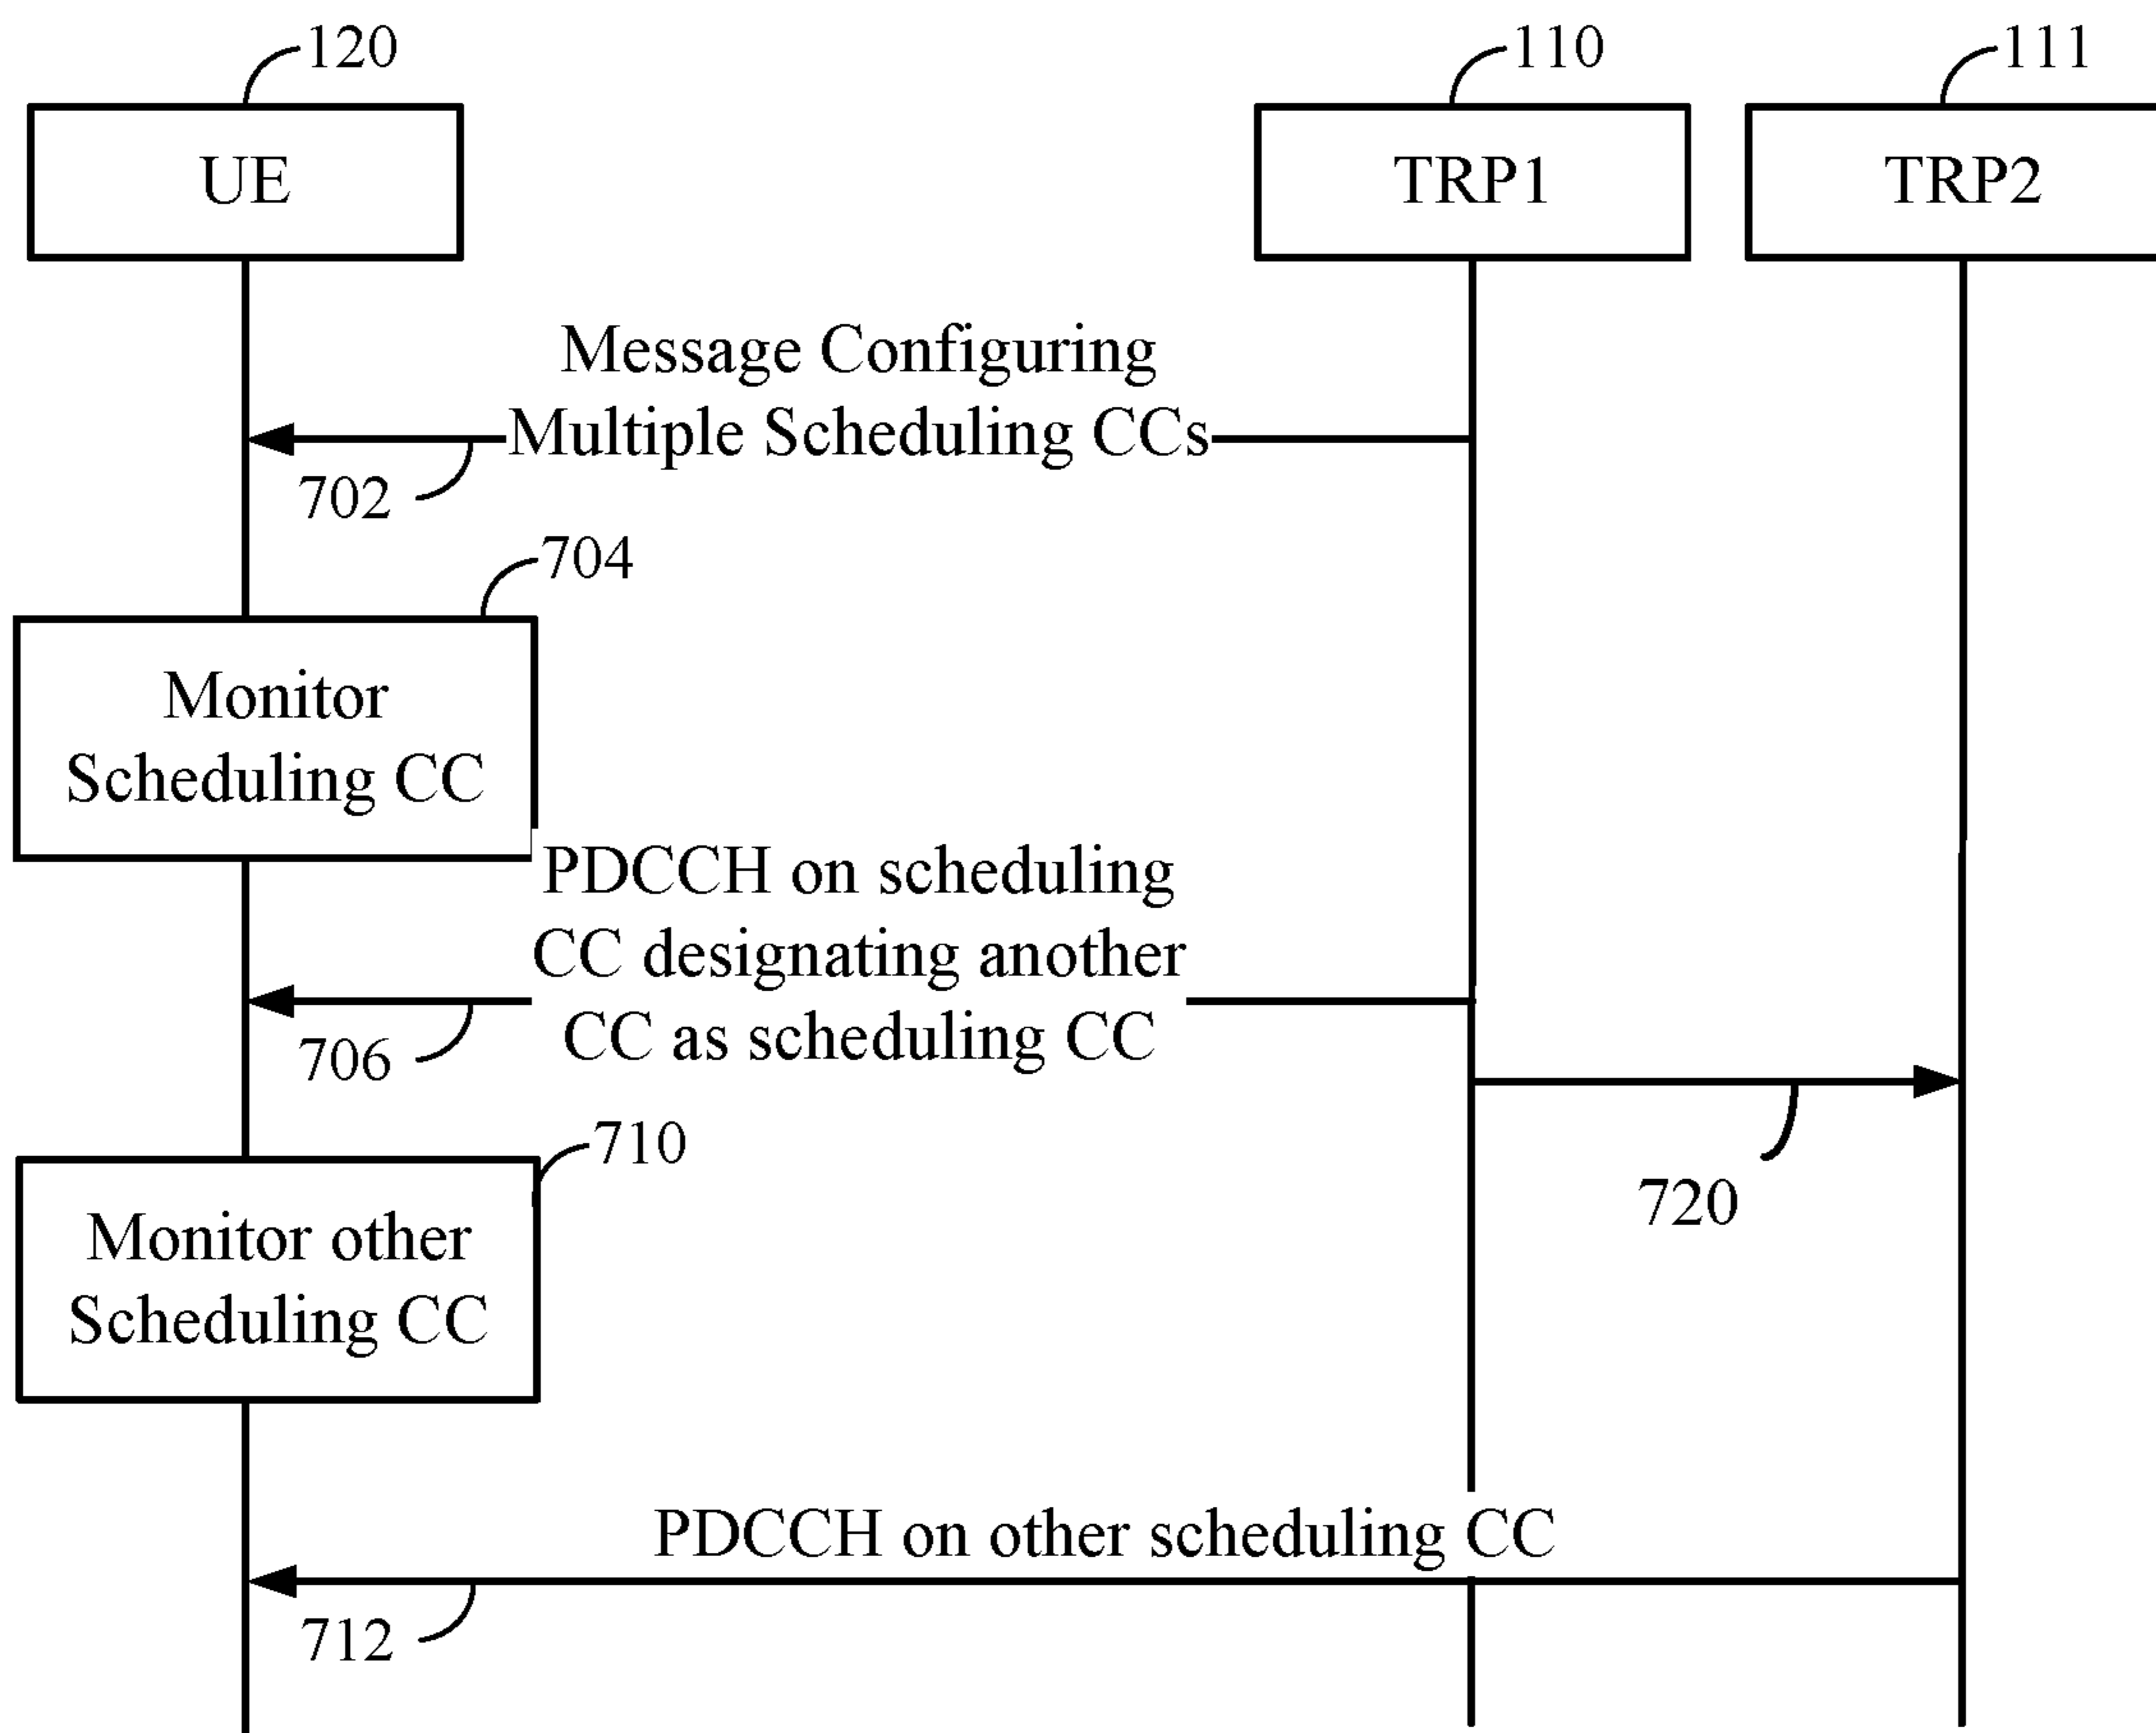 120
110
111
UE
TRP1
TRP2
Message Configuring
Multiple Scheduling CCs
702
704
Monitor
Scheduling CC
PDCCH on scheduling
CC designating another
CC as scheduling CC
706
710
720
Monitor other
Scheduling CC
PDCCH on other scheduling CC
712